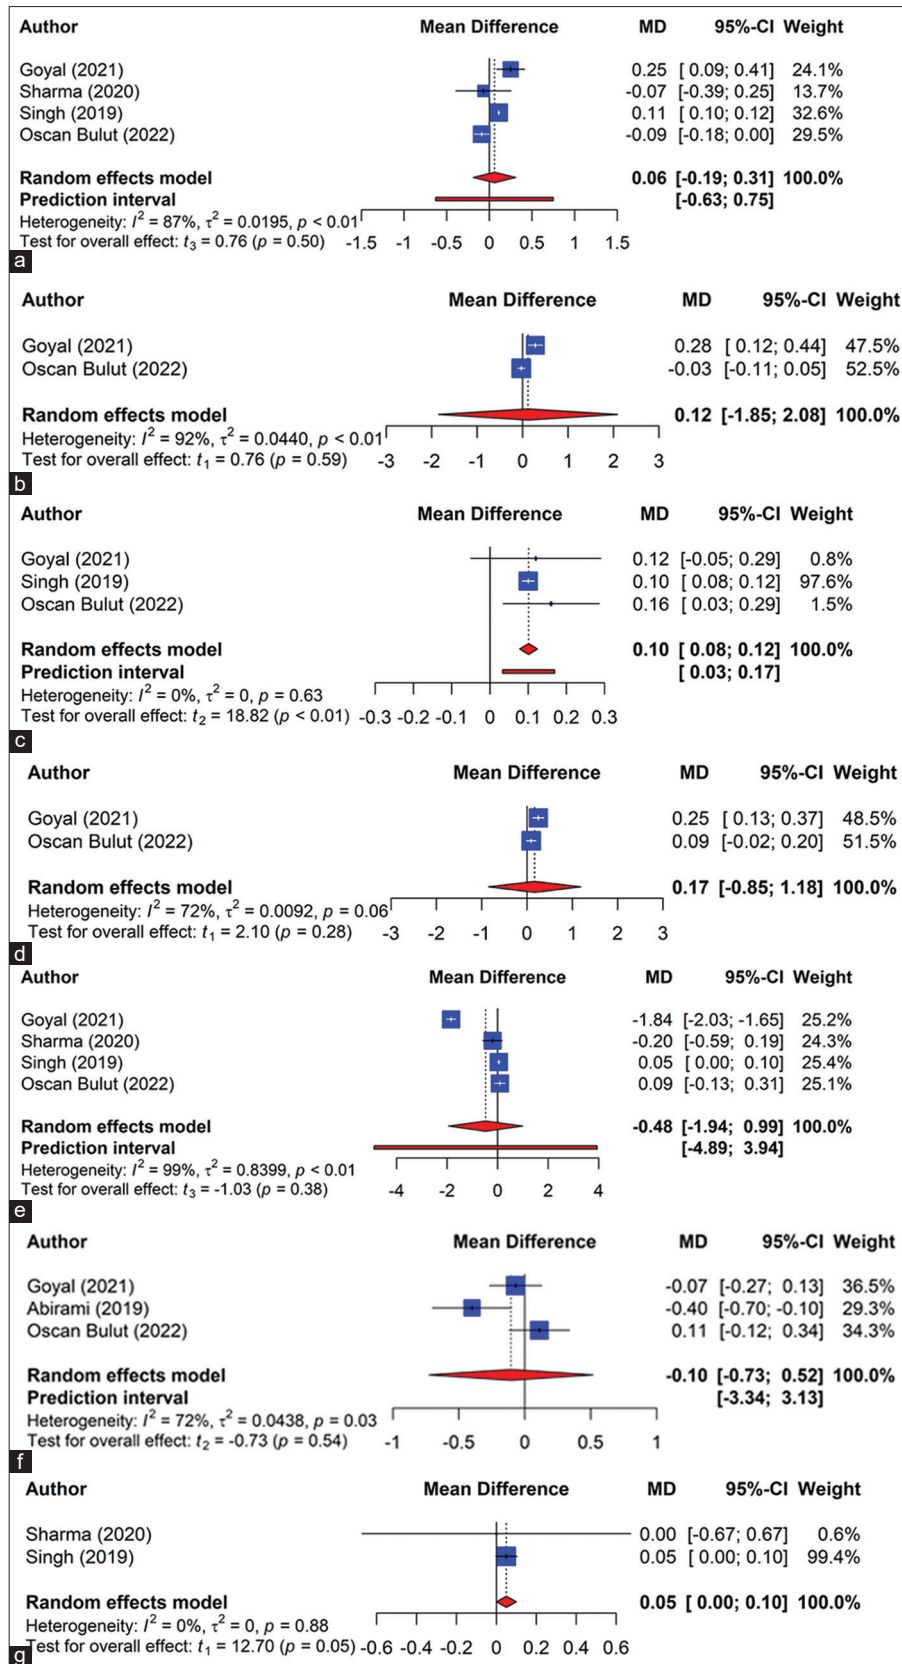 Author Mean Difference MD 95%-CI Weight
Goyal (2021) 0.25 [ 0.09; 0.41] 24.1%
Sharma (2020) -0.07 [-0.39; 0.25] 13.7%
Singh (2019) 0.11 [ 0.10; 0.12] 32.6%
Oscan Bulut (2022) -0.09 [-0.18; 0.00] 29.5%
Random effects model 0.06 [-0.19; 0.31] 100.0%
Prediction interval [-0.63; 0.75]
Heterogeneity: I² = 87%, τ² = 0.0195, p < 0.01
Test for overall effect: t₃ = 0.76 (p = 0.50) -1.5 -1 -0.5 0 0.5 1 1.5
a
Author Mean Difference MD 95%-CI Weight
Goyal (2021) 0.28 [ 0.12; 0.44] 47.5%
Oscan Bulut (2022) -0.03 [-0.11; 0.05] 52.5%
Random effects model 0.12 [-1.85; 2.08] 100.0%
Heterogeneity: I² = 92%, τ² = 0.0440, p < 0.01
Test for overall effect: t₁ = 0.76 (p = 0.59) -3 -2 -1 0 1 2 3
b
Author Mean Difference MD 95%-CI Weight
Goyal (2021) 0.12 [-0.05; 0.29] 0.8%
Singh (2019) 0.10 [ 0.08; 0.12] 97.6%
Oscan Bulut (2022) 0.16 [ 0.03; 0.29] 1.5%
Random effects model 0.10 [ 0.08; 0.12] 100.0%
Prediction interval [ 0.03; 0.17]
Heterogeneity: I² = 0%, τ² = 0, p = 0.63
Test for overall effect: t₂ = 18.82 (p < 0.01) -0.3 -0.2 -0.1 0 0.1 0.2 0.3
c
Author Mean Difference MD 95%-CI Weight
Goyal (2021) 0.25 [ 0.13; 0.37] 48.5%
Oscan Bulut (2022) 0.09 [-0.02; 0.20] 51.5%
Random effects model 0.17 [-0.85; 1.18] 100.0%
Heterogeneity: I² = 72%, τ² = 0.0092, p = 0.06
Test for overall effect: t₁ = 2.10 (p = 0.28) -3 -2 -1 0 1 2 3
d
Author Mean Difference MD 95%-CI Weight
Goyal (2021) -1.84 [-2.03; -1.65] 25.2%
Sharma (2020) -0.20 [-0.59; 0.19] 24.3%
Singh (2019) 0.05 [ 0.00; 0.10] 25.4%
Oscan Bulut (2022) 0.09 [-0.13; 0.31] 25.1%
Random effects model -0.48 [-1.94; 0.99] 100.0%
Prediction interval [-4.89; 3.94]
Heterogeneity: I² = 99%, τ² = 0.8399, p < 0.01
Test for overall effect: t₃ = -1.03 (p = 0.38) -4 -2 0 2 4
e
Author Mean Difference MD 95%-CI Weight
Goyal (2021) -0.07 [-0.27; 0.13] 36.5%
Abirami (2019) -0.40 [-0.70; -0.10] 29.3%
Oscan Bulut (2022) 0.11 [-0.12; 0.34] 34.3%
Random effects model -0.10 [-0.73; 0.52] 100.0%
Prediction interval [-3.34; 3.13]
Heterogeneity: I² = 72%, τ² = 0.0438, p = 0.03
Test for overall effect: t₂ = -0.73 (p = 0.54) -1 -0.5 0 0.5 1
f
Author Mean Difference MD 95%-CI Weight
Sharma (2020) 0.00 [-0.67; 0.67] 0.6%
Singh (2019) 0.05 [ 0.00; 0.10] 99.4%
Random effects model 0.05 [ 0.00; 0.10] 100.0%
Heterogeneity: I² = 0%, τ² = 0, p = 0.88
Test for overall effect: t₁ = 12.70 (p = 0.05) -0.6 -0.4 -0.2 0 0.2 0.4 0.6
g